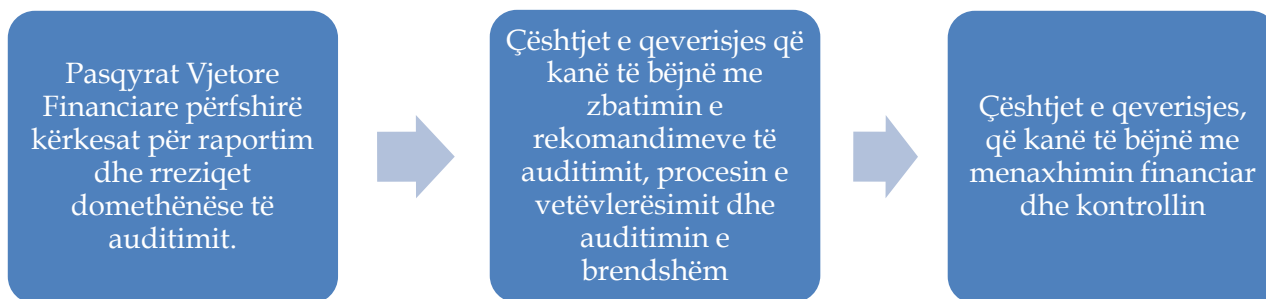 Pasqyrat Vjetore
Financiare përfshirë
kërkesat për raportim
dhe rreziqet
domethënëse të
auditimit.
Çështjet e qeverisjes që
kanë të bëjnë me
zbatimin e
rekomandimeve të
auditimit, procesin e
vetëvlerësimit dhe
auditimin e
brendshëm
Çështjet e qeverisjes,
që kanë të bëjnë me
menaxhimin financiar
dhe kontrollin